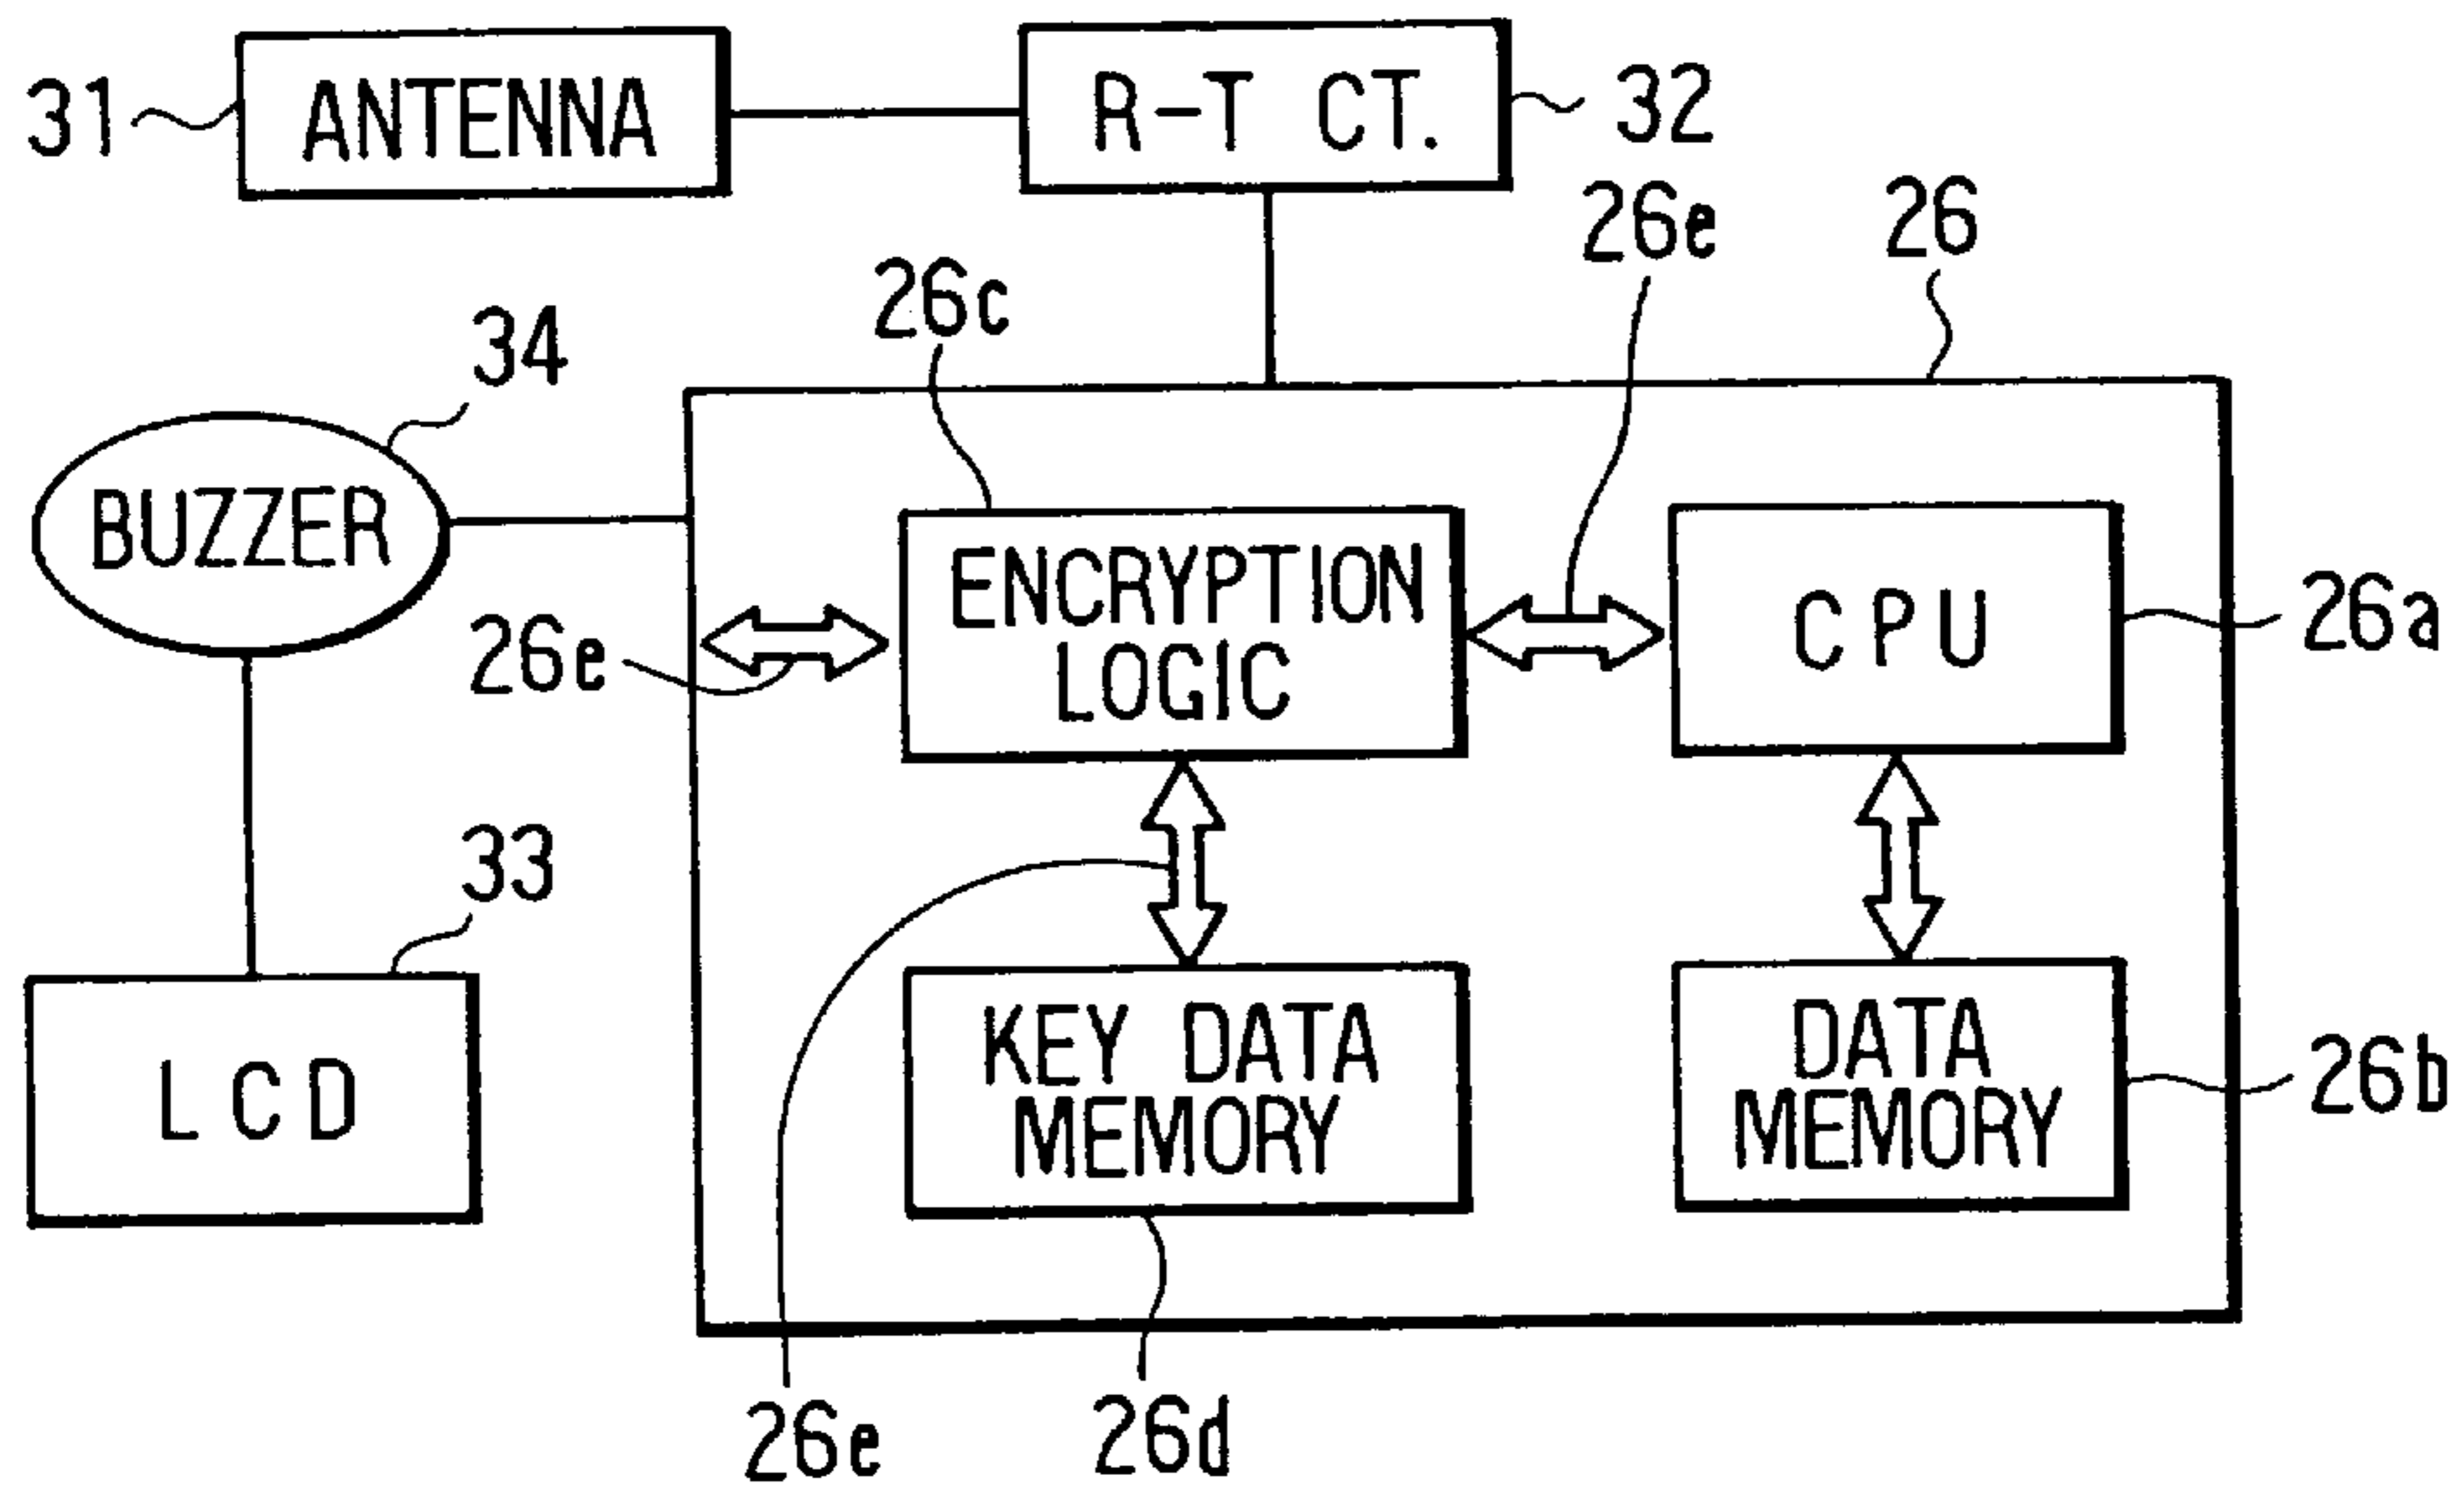 31
ANTENNA
R-T CT.
32
26e
26
26c
34
BUZZER
ENCRYPTION
LOGIC
CPU
26a
26e
33
LCD
KEY DATA
MEMORY
DATA
MEMORY
26b
26e
26d